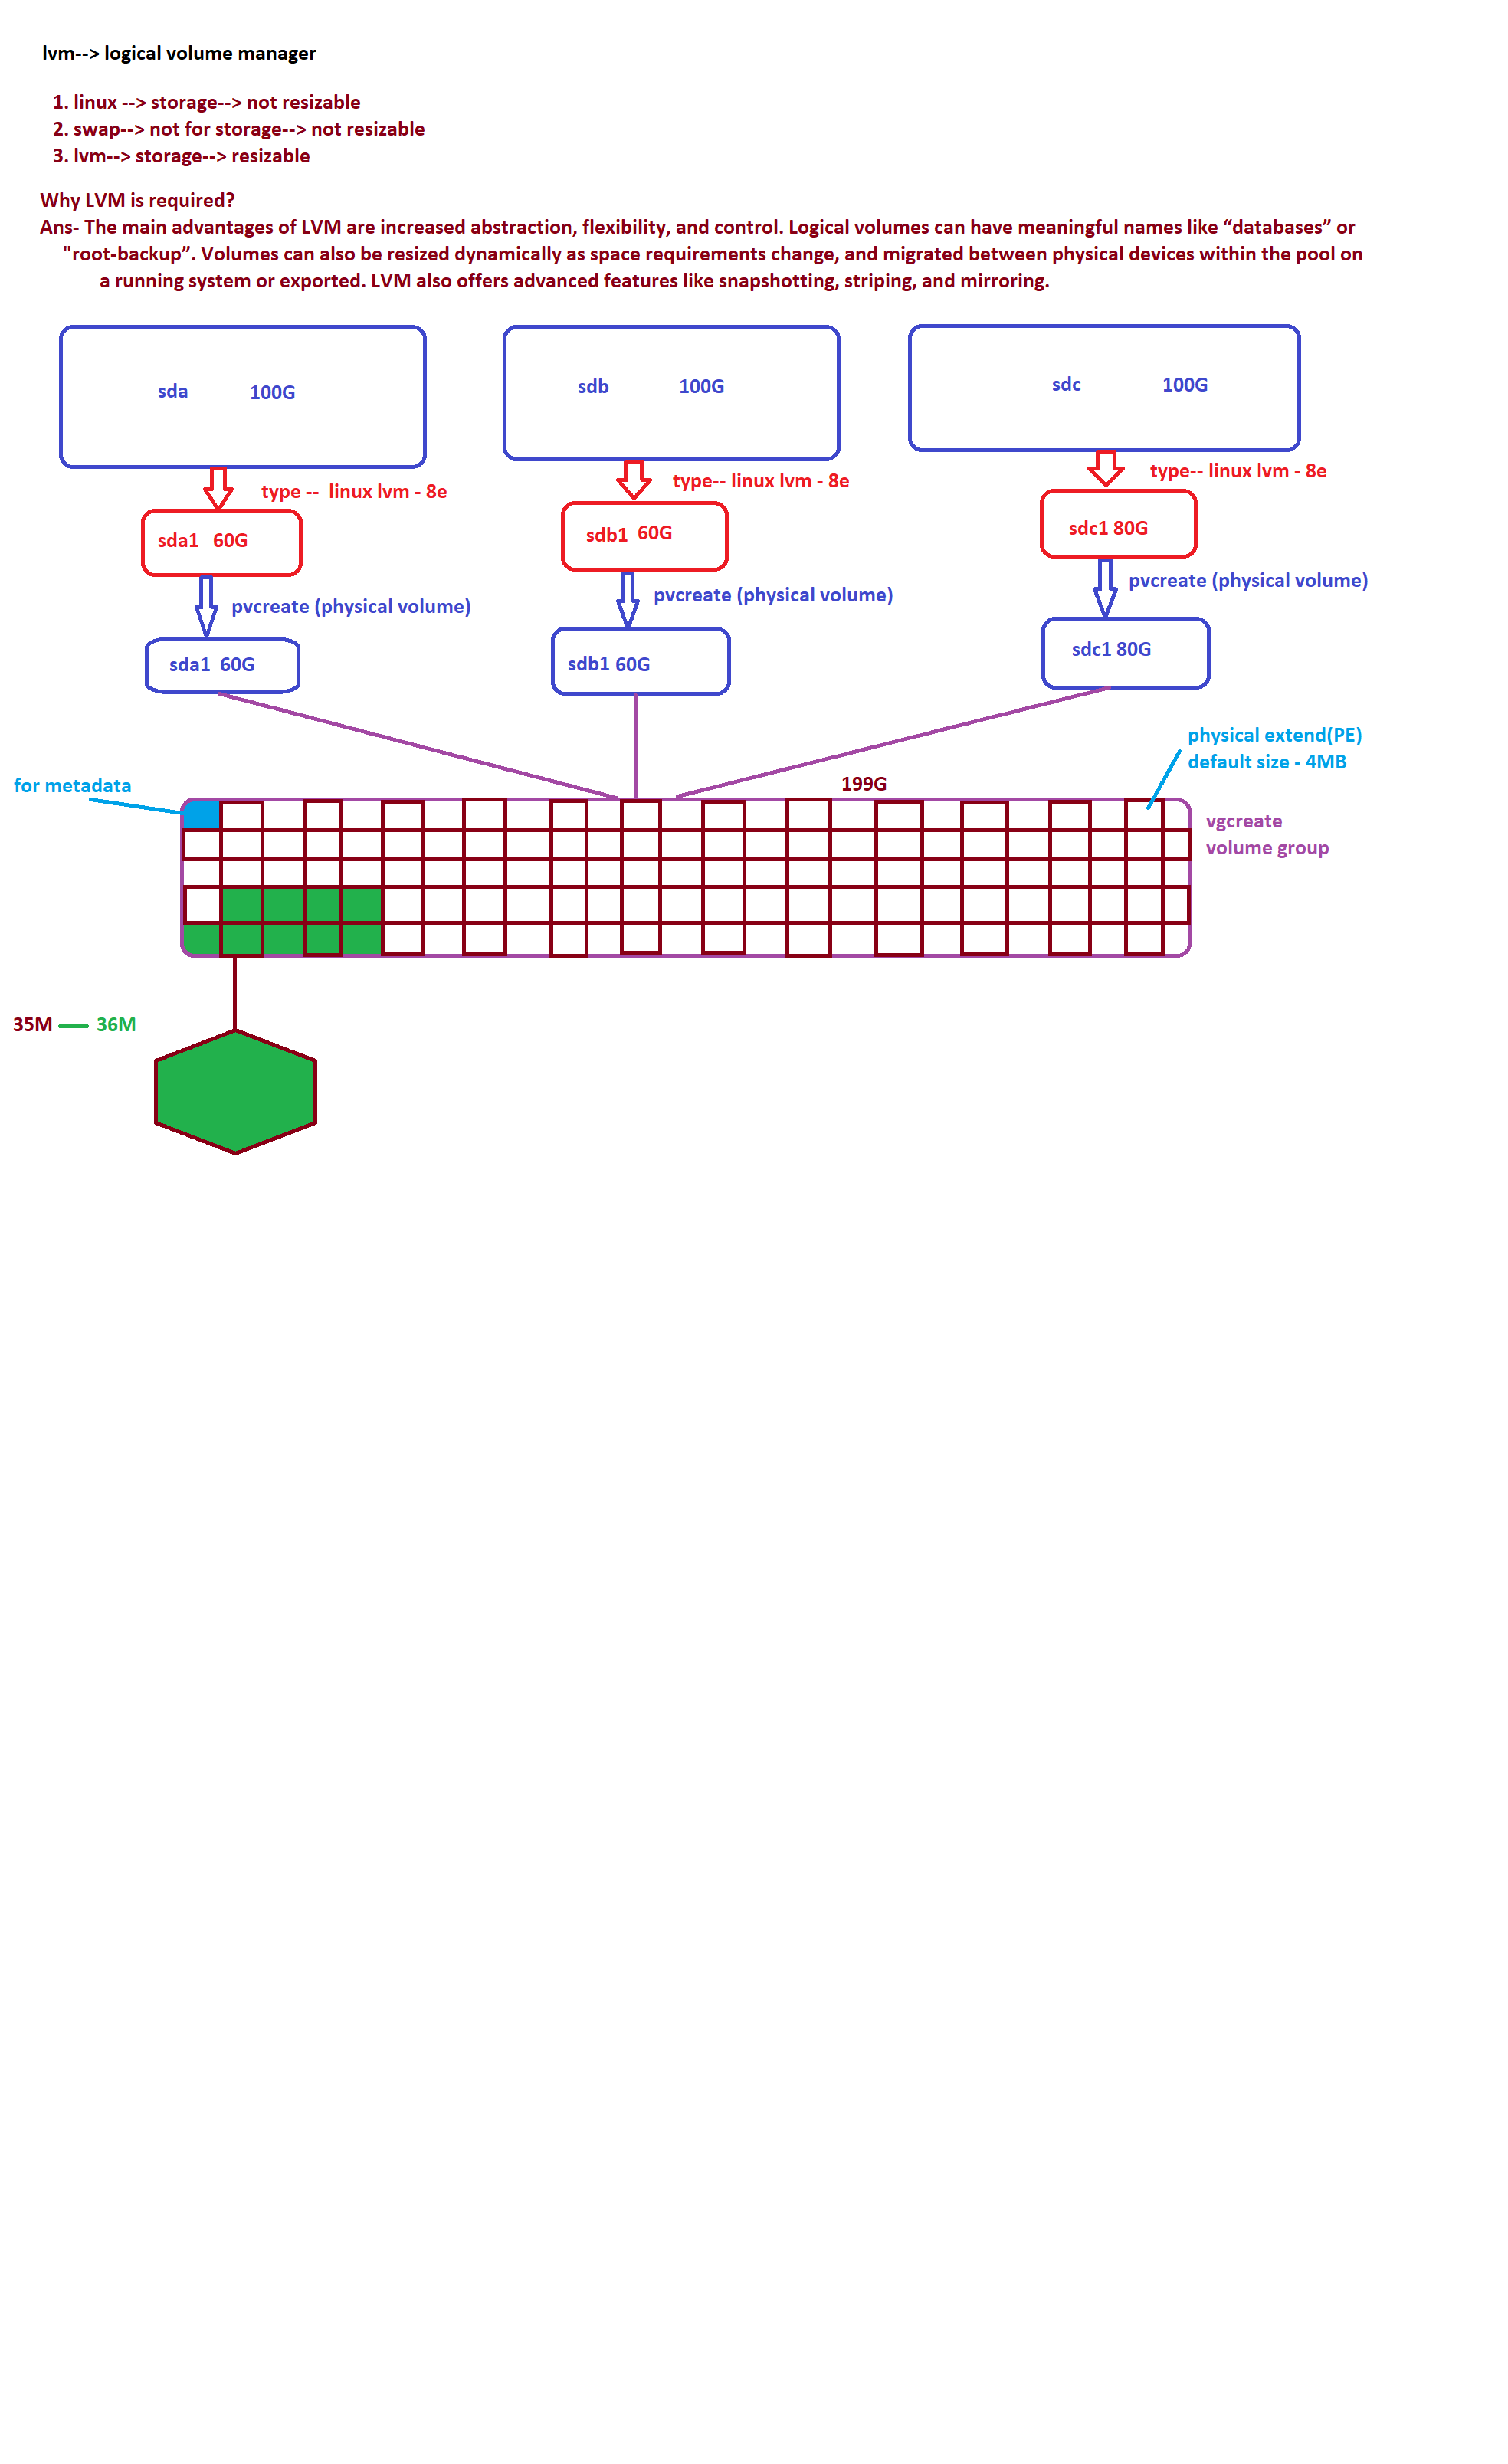 lvm--> logical volume manager
1. linux --> storage--> not resizable
2. swap--> not for storage--> not resizable
3. lvm--> storage--> resizable
Why LVM is required?
Ans- The main advantages of LVM are increased abstraction, flexibility, and control. Logical volumes can have meaningful names like “databases” or
"root-backup”. Volumes can also be resized dynamically as space requirements change, and migrated between physical devices within the pool on
a running system or exported. LVM also offers advanced features like snapshotting, striping, and mirroring.
sda 100G
sdb 100G
sdc 100G
type -- linux lvm - 8e
type-- linux lvm - 8e
type-- linux lvm - 8e
sda1 60G
sdb1 60G
sdc1 80G
pvcreate (physical volume)
pvcreate (physical volume)
pvcreate (physical volume)
sda1 60G
sdb1 60G
sdc1 80G
physical extend(PE)
default size - 4MB
for metadata
199G
vgcreate
volume group
35M
36M